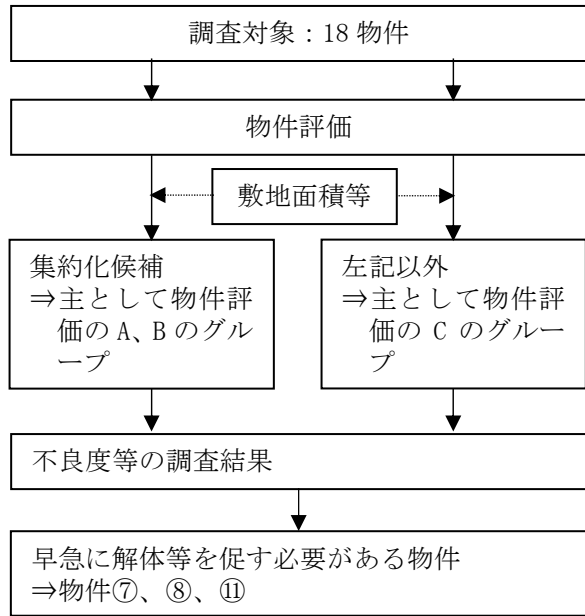 調査対象：18 物件
物件評価
敷地面積等
集約化候補
⇒主として物件評
価の A、B のグル
ープ
左記以外
⇒主として物件評
価の C のグルー
プ
不良度等の調査結果
早急に解体等を促す必要がある物件
⇒物件⑦、⑧、⑪